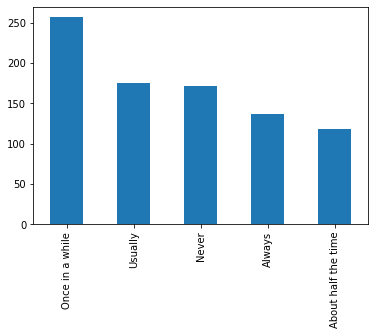 250
200
150
100
50
0
Once in a while
Usually
Never
Always
About half the time